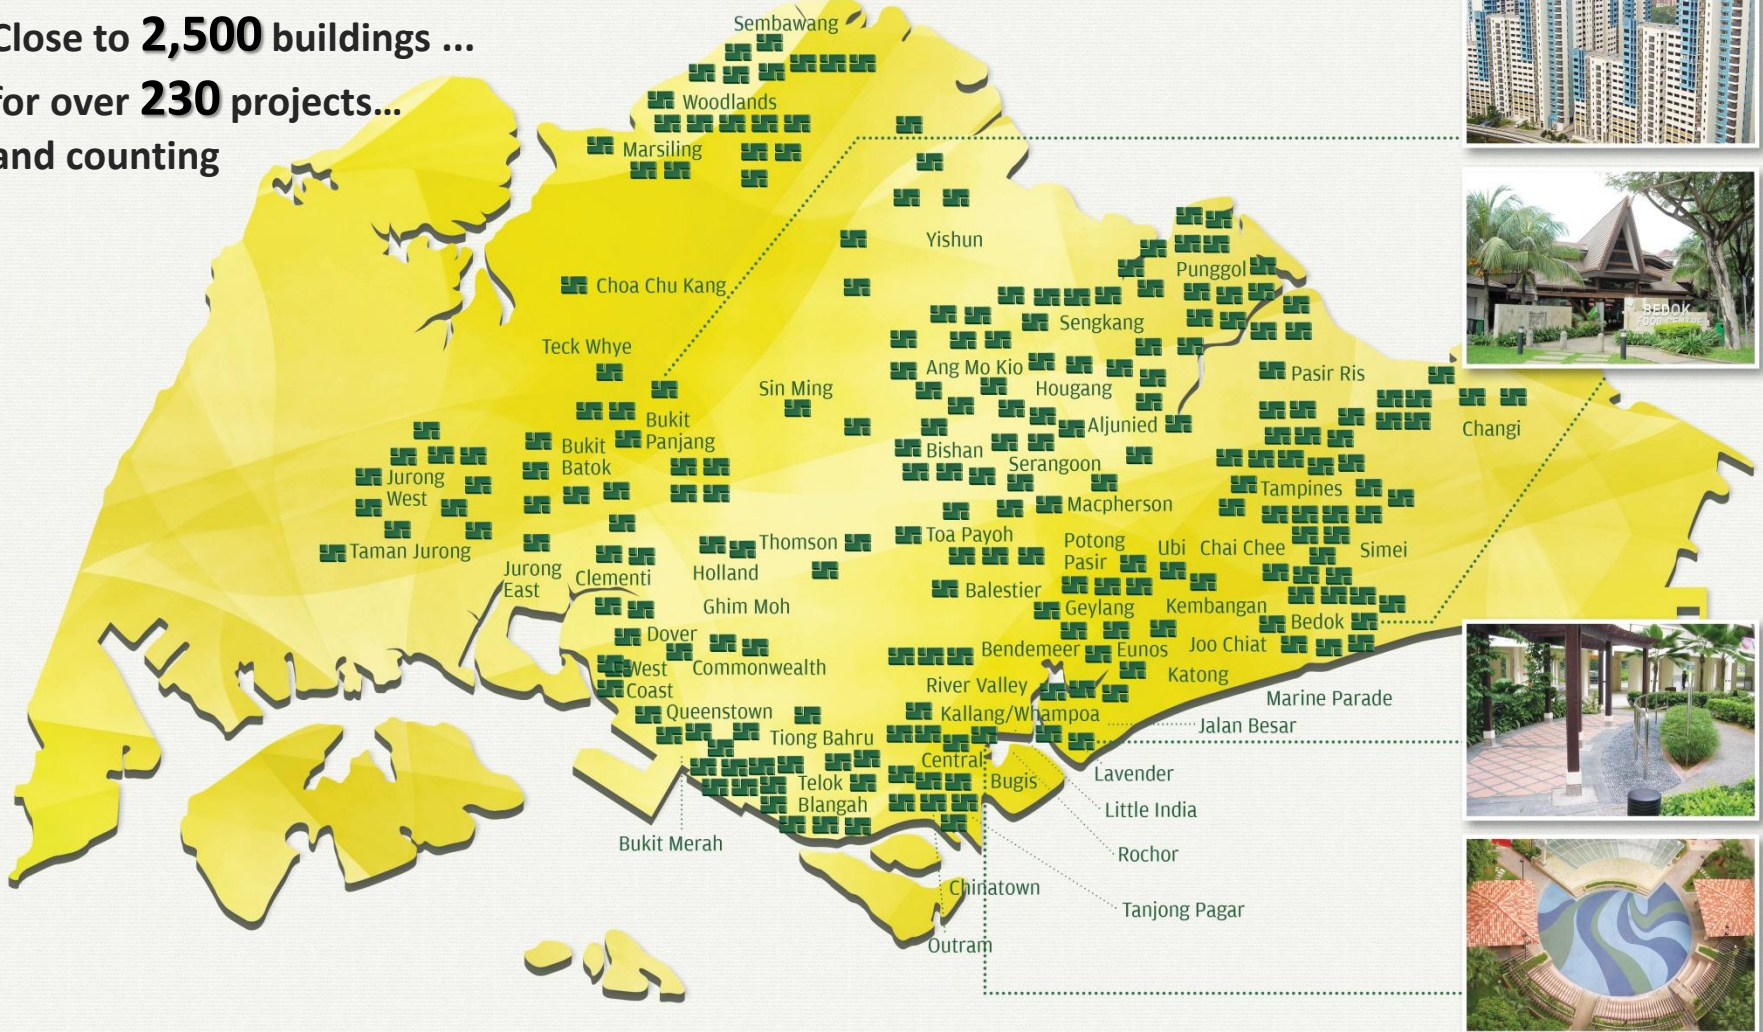 Close to 2,500 buildings ...
for over 230 projects...
and counting
Sembawang
Woodlands
Marsiling
Yishun
Punggol
Choa Chu Kang
Sengkang
Teck Whye
Ang Mo Kio
Pasir Ris
Sin Ming
Hougang
Bukit
Panjang
Aljunied
Changi
Bukit
Batok
Bishan
Serangoon
Jurong
West
Tampines
Macpherson
Taman Jurong
Thomson
Toa Payoh
Potong
Pasir
Ubi
Chai Chee
Simei
Jurong
East
Clementi
Holland
Balestier
Ghim Moh
Geylang
Kembangan
Bedok
Dover
Bendemeer
Eunos
Joo Chiat
West
Coast
Commonwealth
Katong
River Valley
Marine Parade
Queenstown
Kallang/Whampoa
Jalan Besar
Tiong Bahru
Central
Lavender
Telok
Blangah
Bugis
Little India
Bukit Merah
Rochor
Chinatown
Tanjong Pagar
Outram
BEDOK
FOOD CENTRE